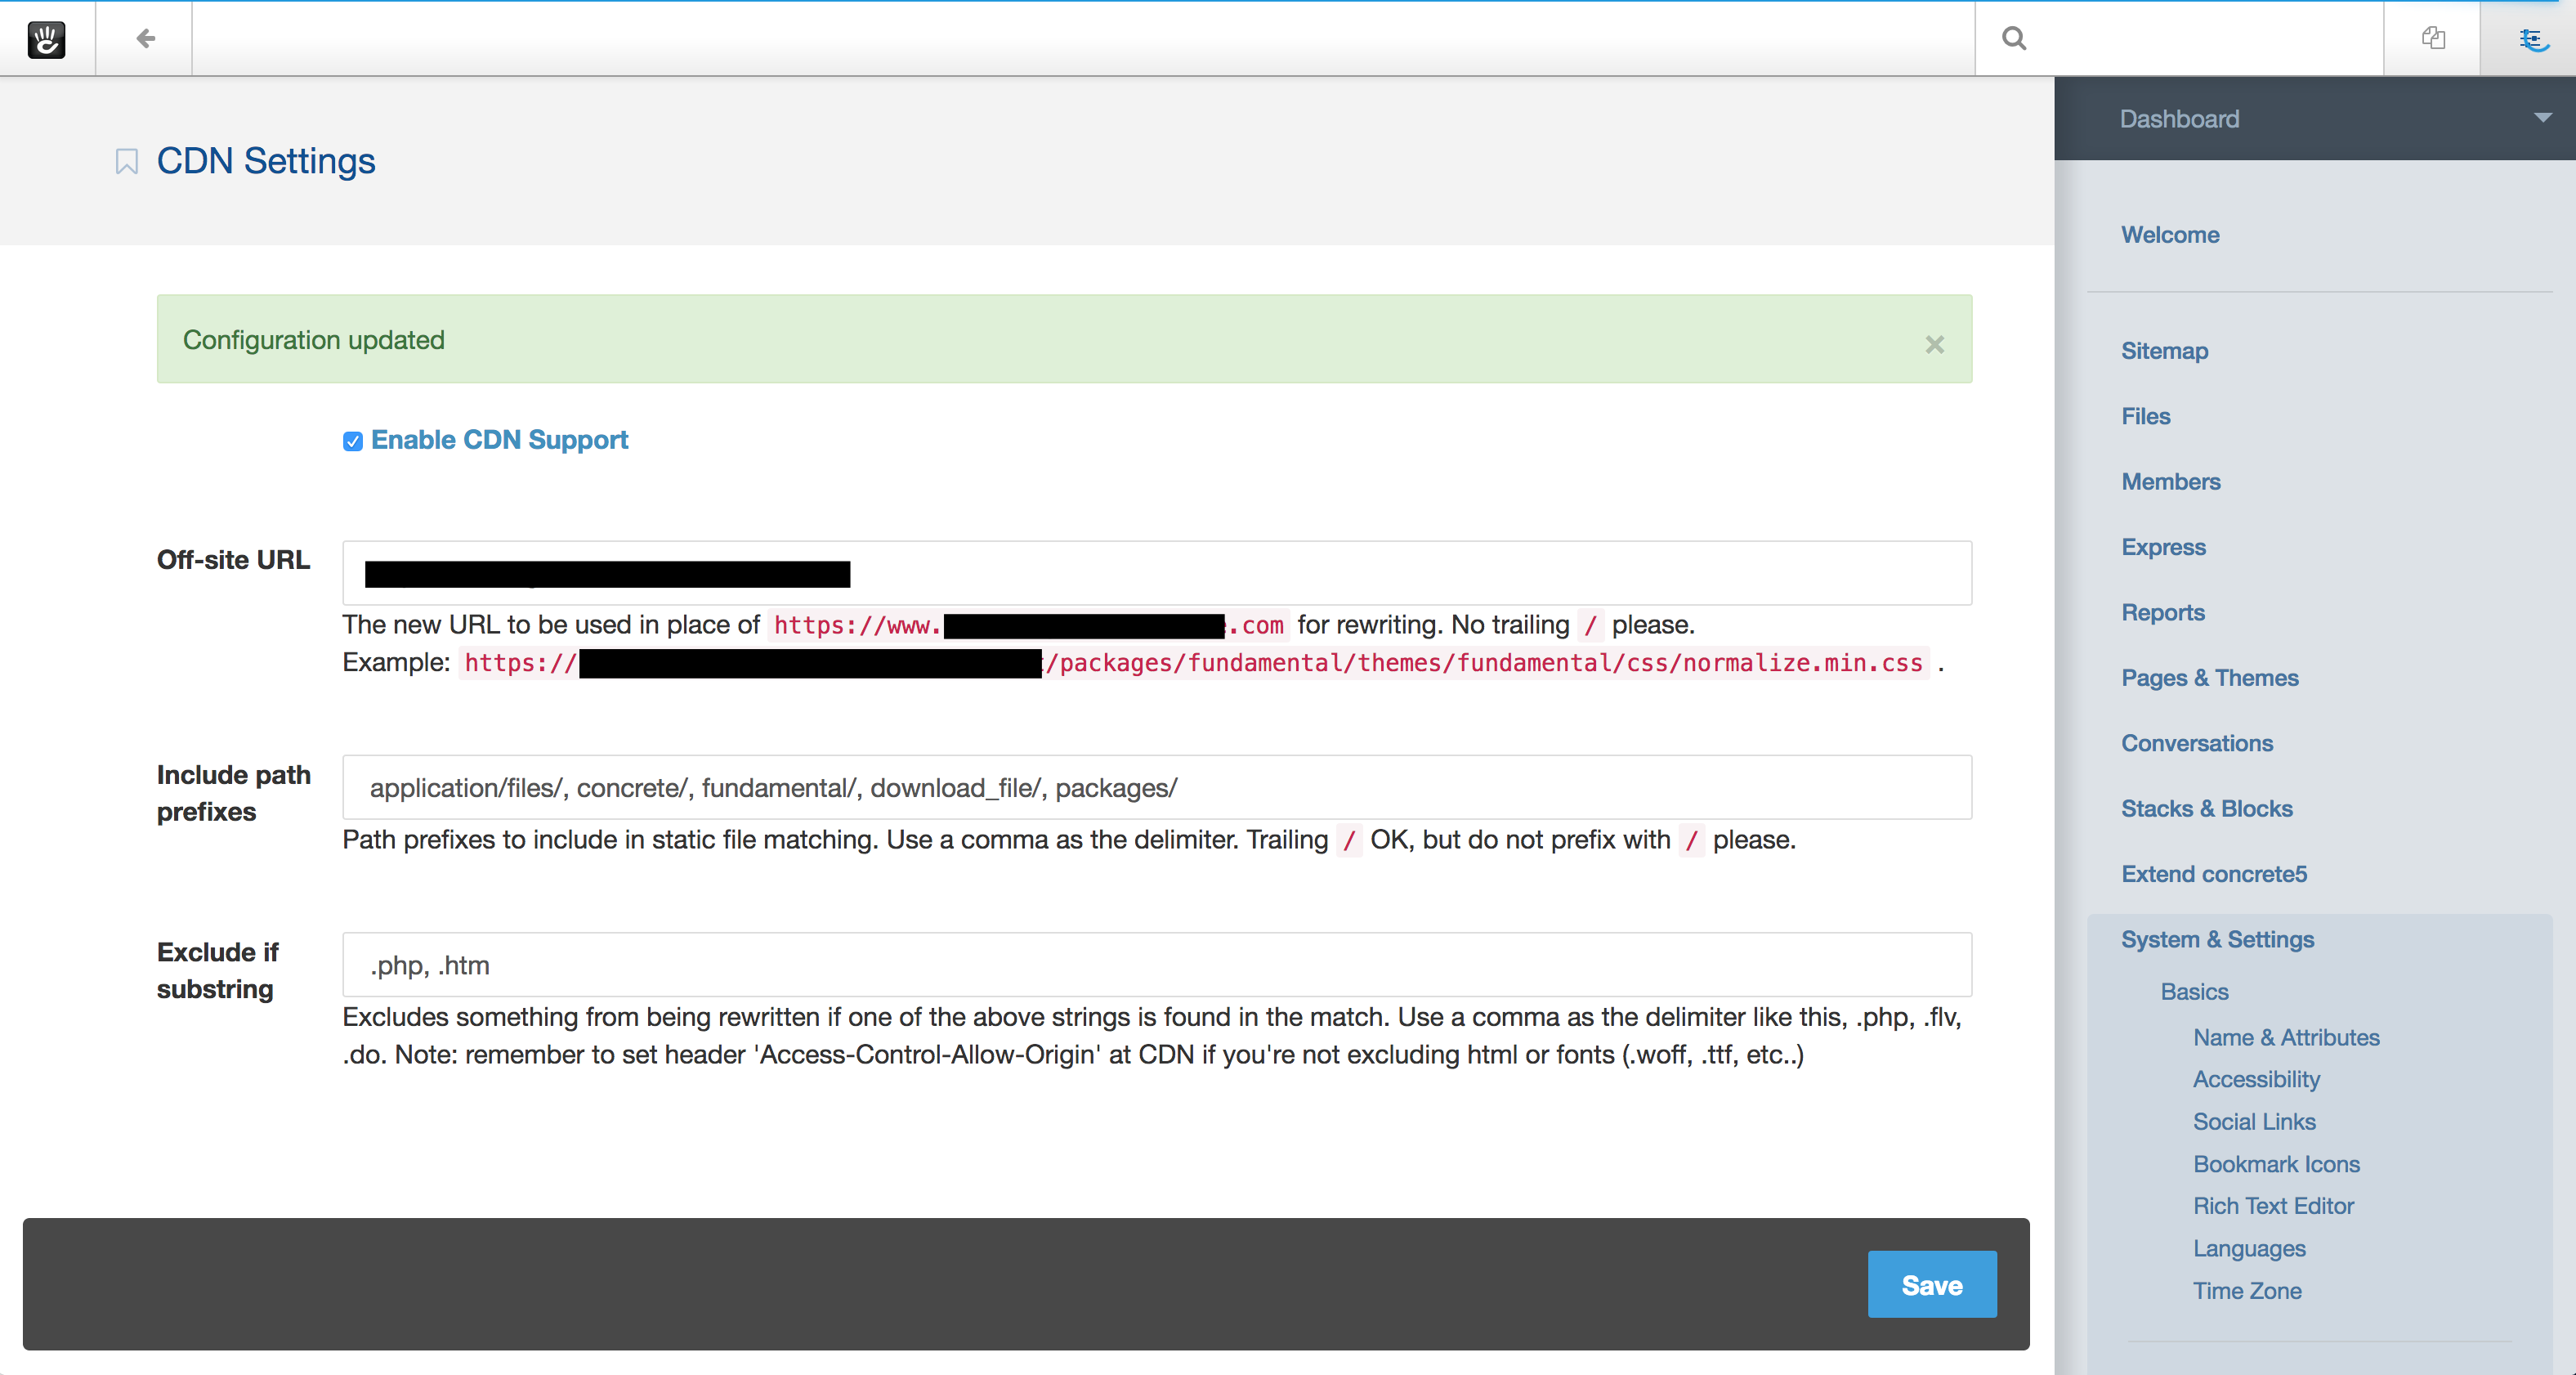 CDN Settings
Configuration updated
Enable CDN Support
Off-site URL
The new URL to be used in place of https://www. .com for rewriting. No trailing / please.
Example: https:// /packages/fundamental/themes/fundamental/css/normalize.min.css .
Include path
prefixes
application/files/, concrete/, fundamental/, download_file/, packages/
Path prefixes to include in static file matching. Use a comma as the delimiter. Trailing / OK, but do not prefix with / please.
Exclude if
substring
.php, .htm
Excludes something from being rewritten if one of the above strings is found in the match. Use a comma as the delimiter like this, .php, .flv,
.do. Note: remember to set header 'Access-Control-Allow-Origin' at CDN if you're not excluding html or fonts (.woff, .ttf, etc..)
Save
Dashboard
Welcome
Sitemap
Files
Members
Express
Reports
Pages & Themes
Conversations
Stacks & Blocks
Extend concrete5
System & Settings
Basics
Name & Attributes
Accessibility
Social Links
Bookmark Icons
Rich Text Editor
Languages
Time Zone